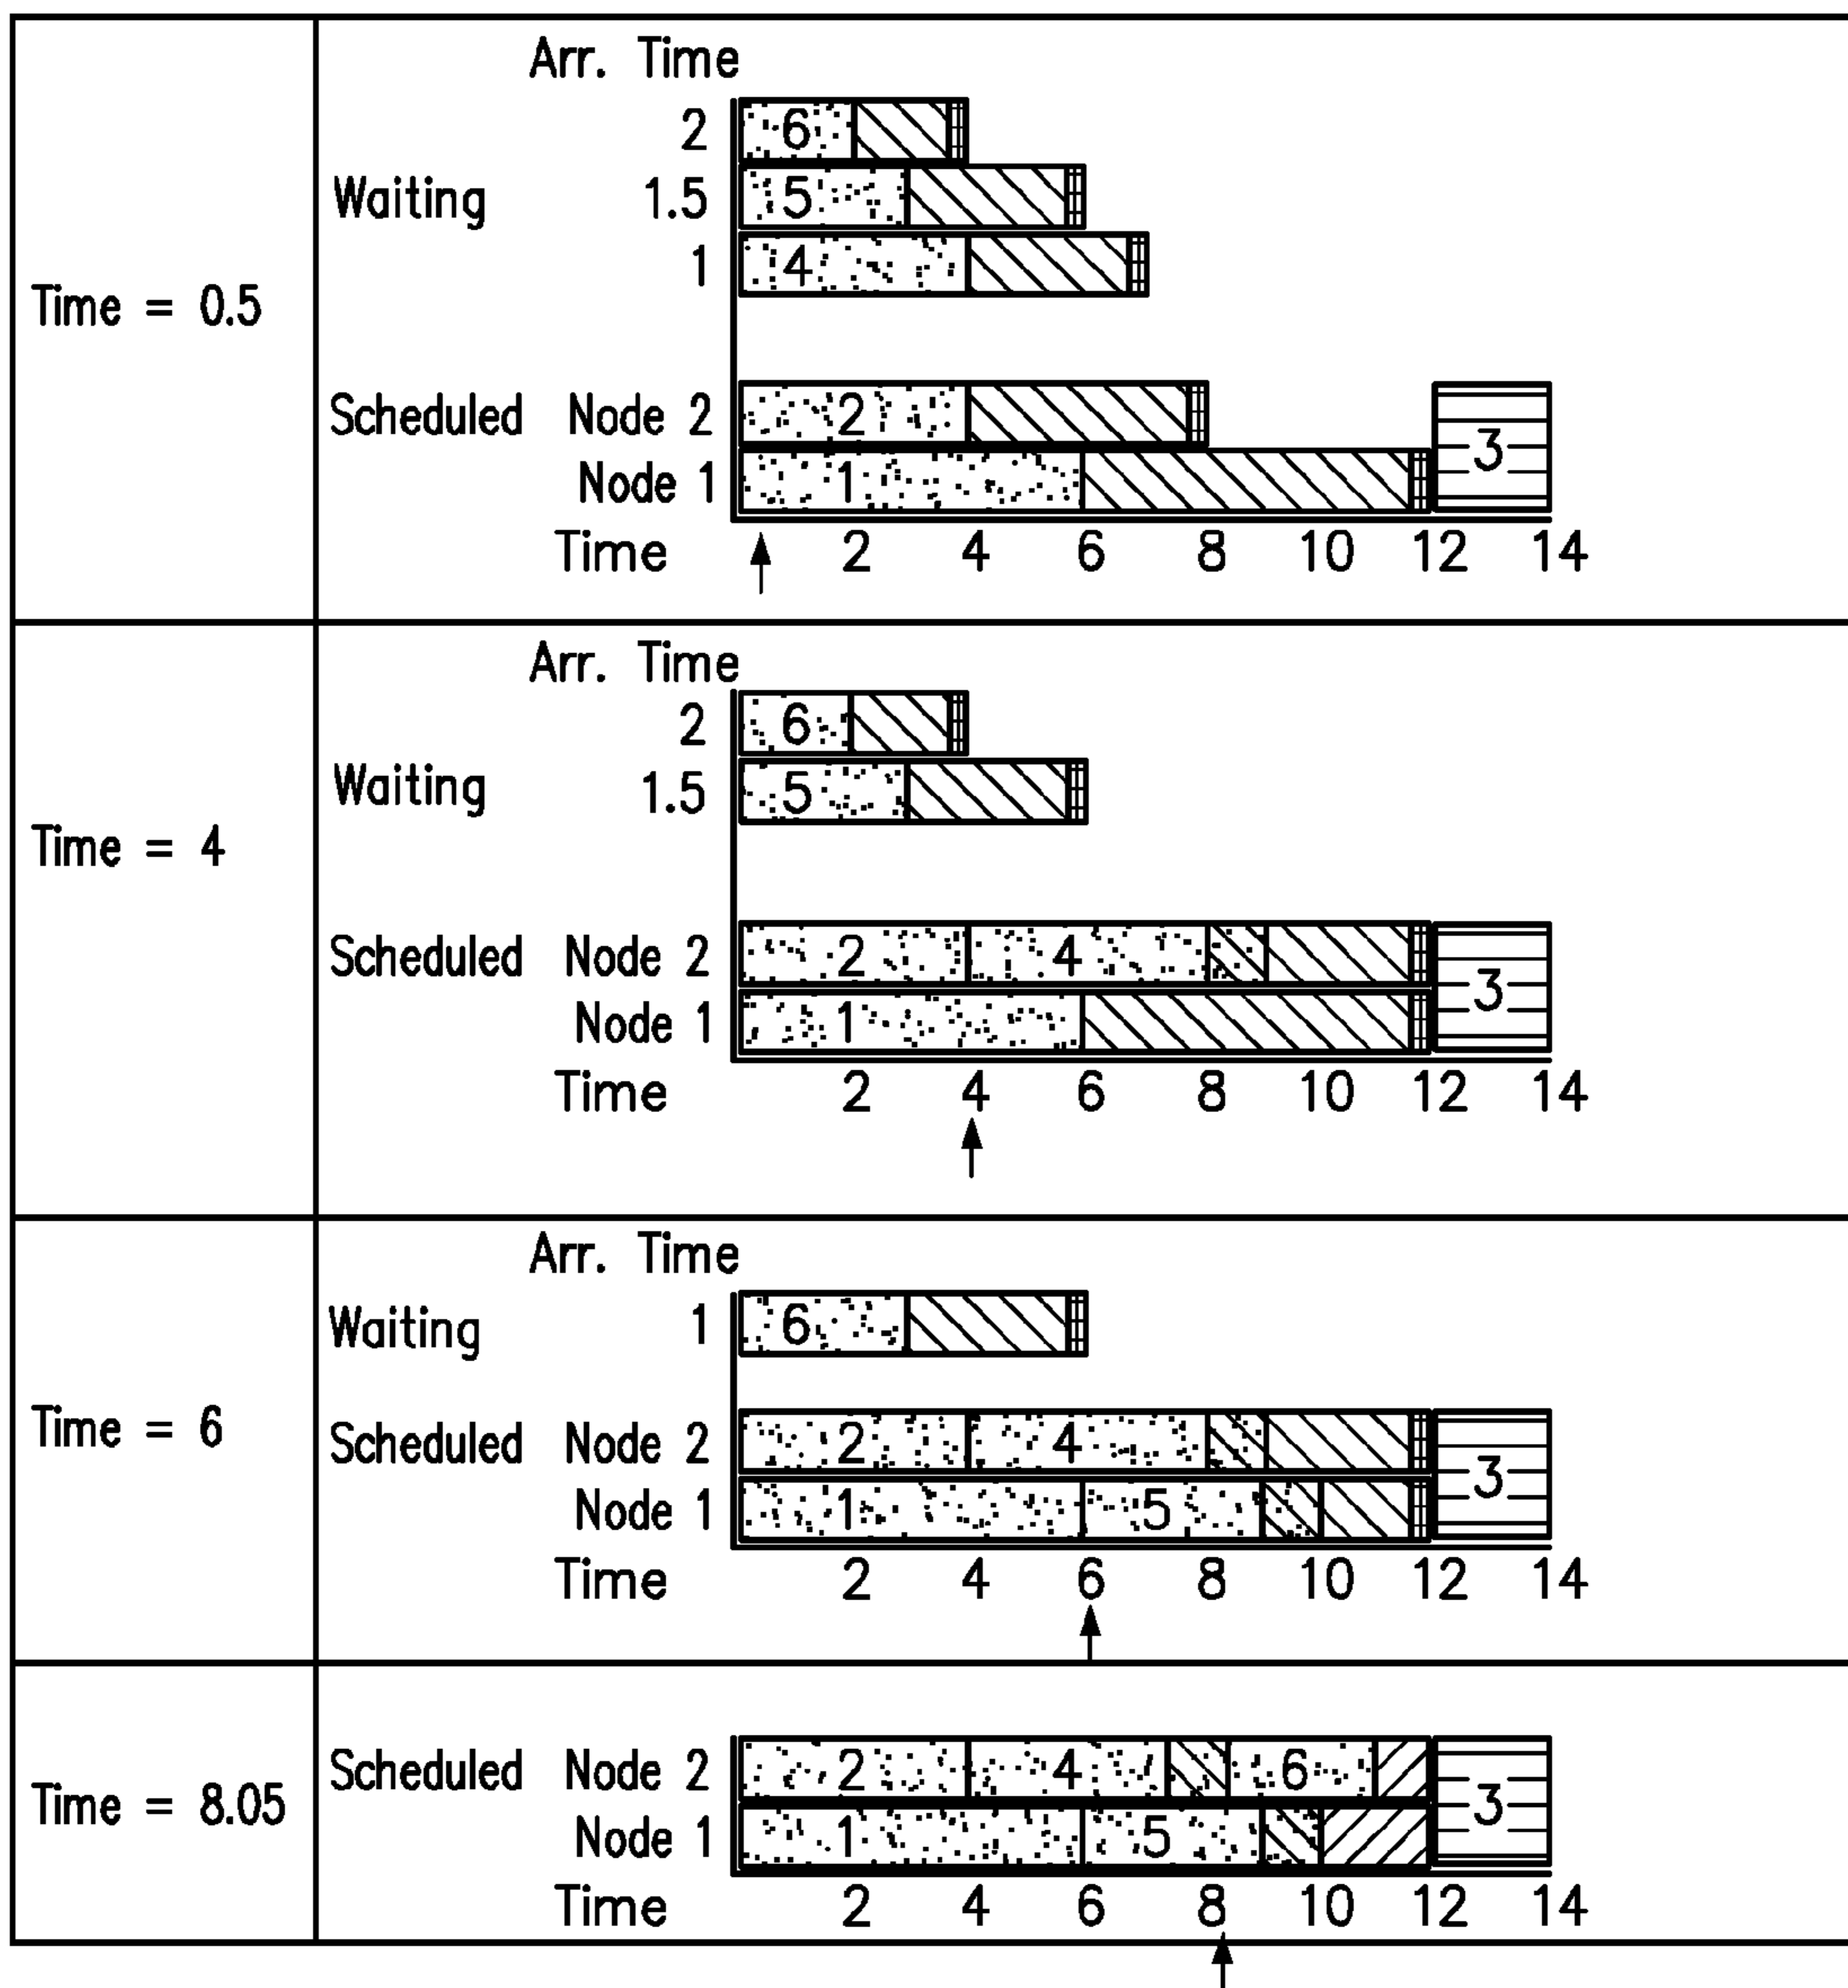 Arr. Time
2 6
Waiting 1.5 5
1 4
Time = 0.5
Scheduled Node 2 2
3
Node 1 1
Time 2 4 6 8 10 12 14
Arr. Time
2 6
Waiting 1.5 5
Time = 4
Scheduled Node 2 2 4
3
Node 1 1
Time 2 4 6 8 10 12 14
Arr. Time
Waiting 1 6
Time = 6
Scheduled Node 2 2 4
3
Node 1 1 5
Time 2 4 6 8 10 12 14
Scheduled Node 2 2 4 6
Time = 8.05
3
Node 1 1 5
Time 2 4 6 8 10 12 14